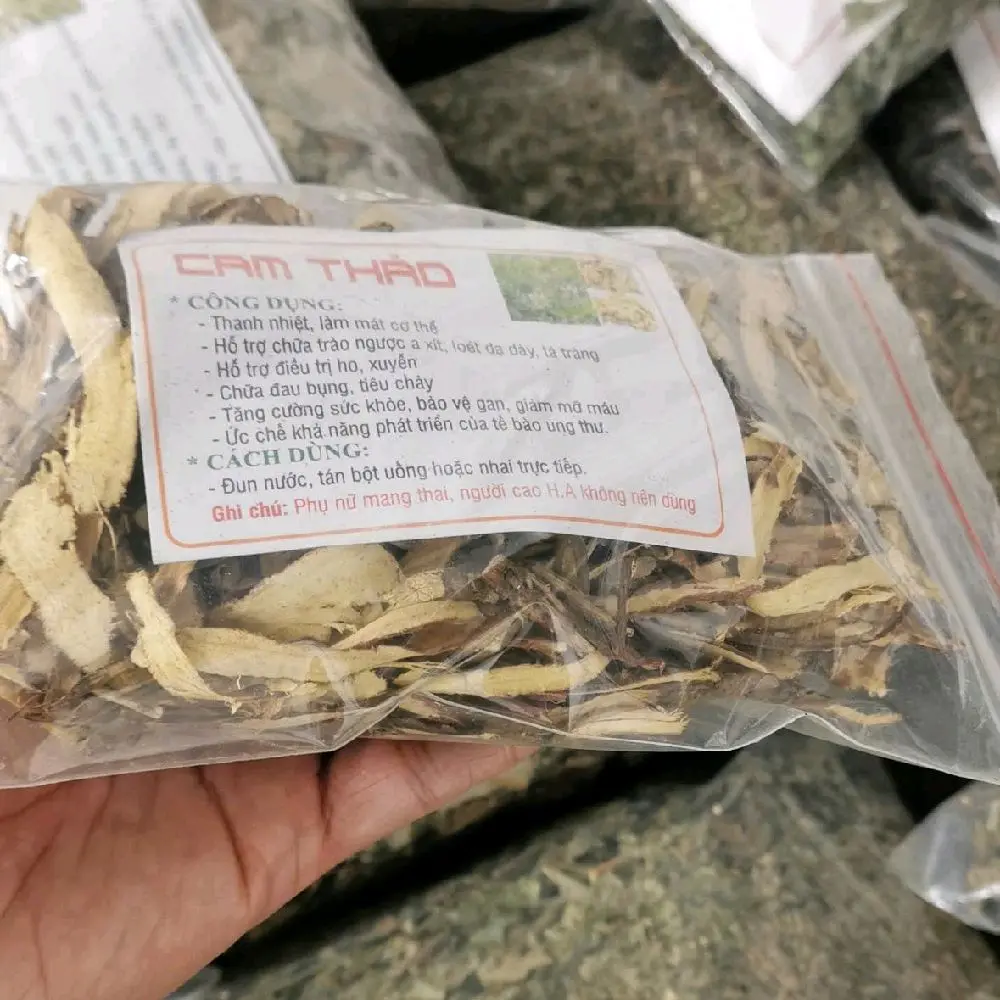 CAM THẢO
* CÔNG DỤNG:
- Thanh nhiệt, làm mát cơ thể
- Hỗ trợ chữa trào ngược a xít, loét dạ dày, tá tràng
- Hỗ trợ điều trị ho, xuyễn
- Chữa đau bụng, tiêu chảy
- Tăng cường sức khỏe, bảo vệ gan, giảm mỡ máu
- Ức chế khả năng phát triển của tế bào ung thư.
* CÁCH DÙNG:
- Đun nước, tán bột uống hoặc nhai trực tiếp.
Ghi chú: Phụ nữ mang thai, người cao H.A không nên dùng